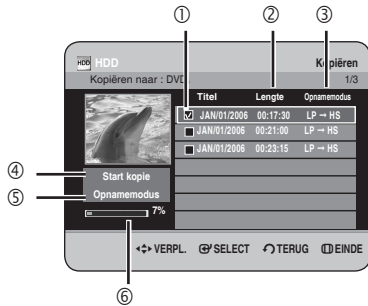 ① ② ③
HDD HDD Kopiëren
Kopiëren naar : DVD 1/3
Titel Lengte Opnamemodus
JAN/01/2006 00:17:30 LP → HS
JAN/01/2006 00:21:00 LP → HS
JAN/01/2006 00:23:15 LP → HS
④ Start kopie
⑤ Opnamemodus
7%
VERPL. SELECT TERUG EINDE
⑥